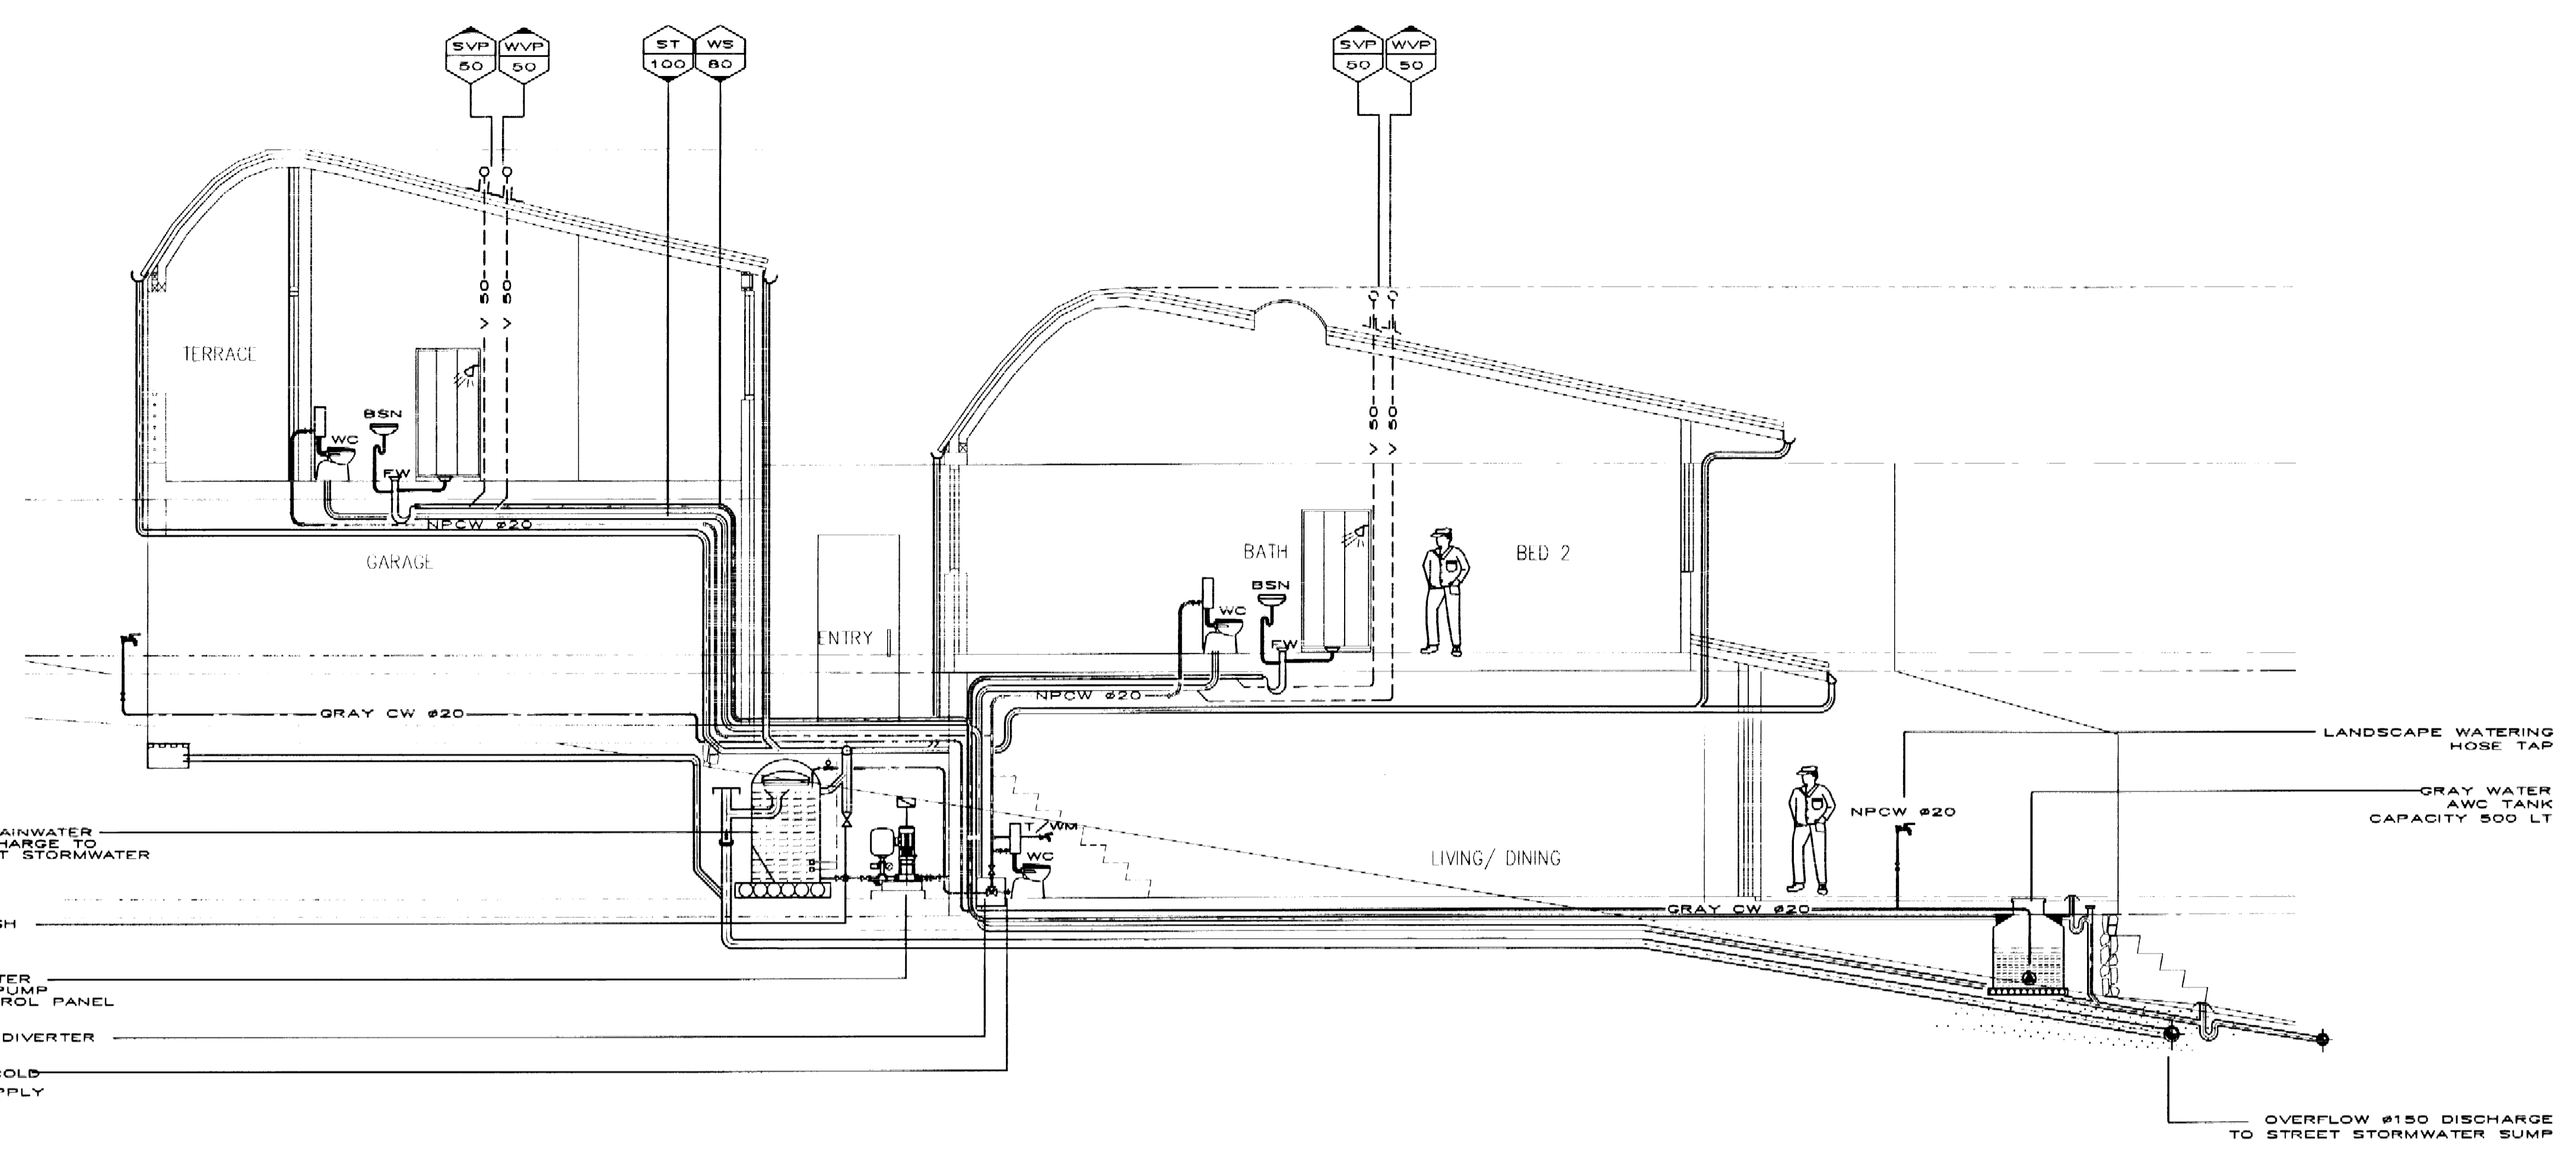 SVP WVP
50 50
ST WS
100 80
SVP WVP
50 50
50
50
V V
TERRACE
BSN
WC
FW
NPCW ø20
GARAGE
ENTRY
50
50
V V
BATH
BED 2
BSN
WC
FW
NPCW ø20
GRAY CW ø20
LANDSCAPE WATERING
HOSE TAP
GRAY WATER
AWC TANK
CAPACITY 500 LT
NPCW ø20
T/WM
WC
LIVING/ DINING
GRAY CW ø20
AINWATER
HARGE TO
T STORMWATER
SH
TER
PUMP
ROL PANEL
DIVERTER
OLD
PPLY
OVERFLOW ø150 DISCHARGE
TO STREET STORMWATER SUMP